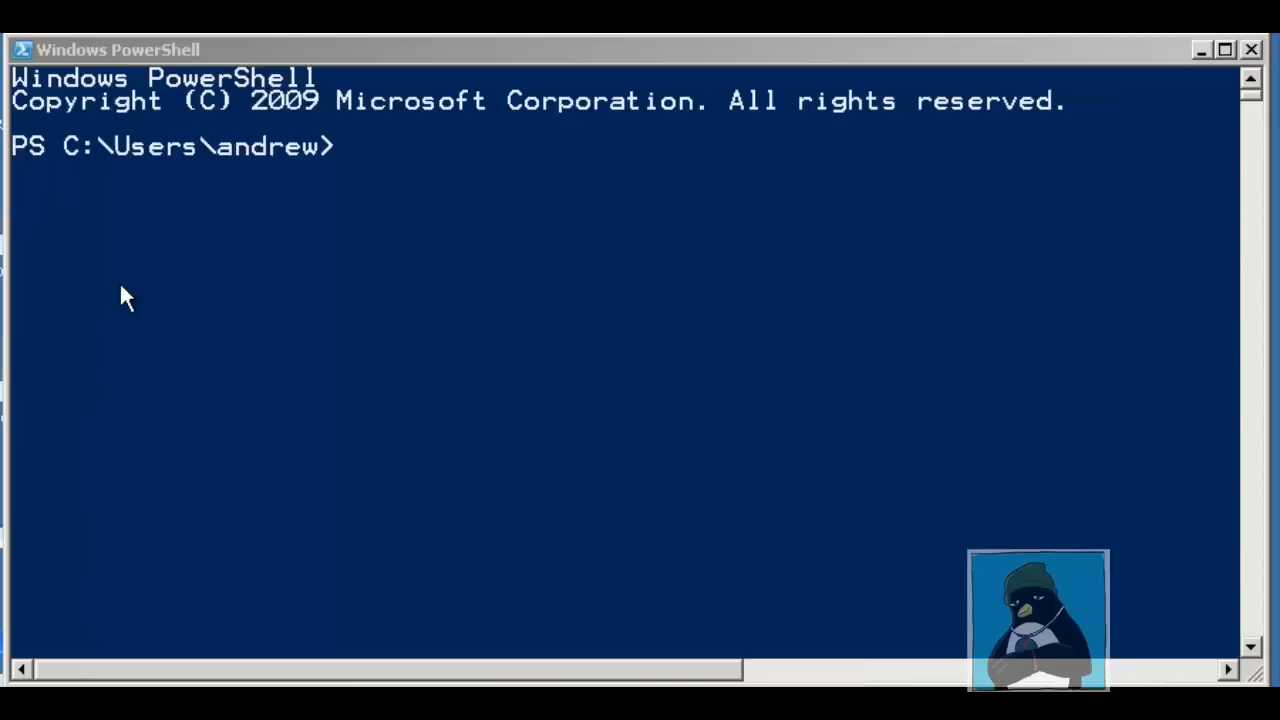 Windows PowerShell
Windows PowerShell
Copyright (C) 2009 Microsoft Corporation. All rights reserved.
PS C:\Users\andrew>